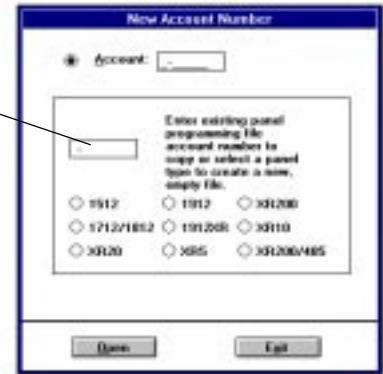 New Account Number
Account:
Enter existing panel
programming file
account number to
copy or select a panel
type to create a new,
empty file.
1512 1912 XR200
1712/1812 1912XR XR10
XR20 XR5 XR200/485
Open Exit